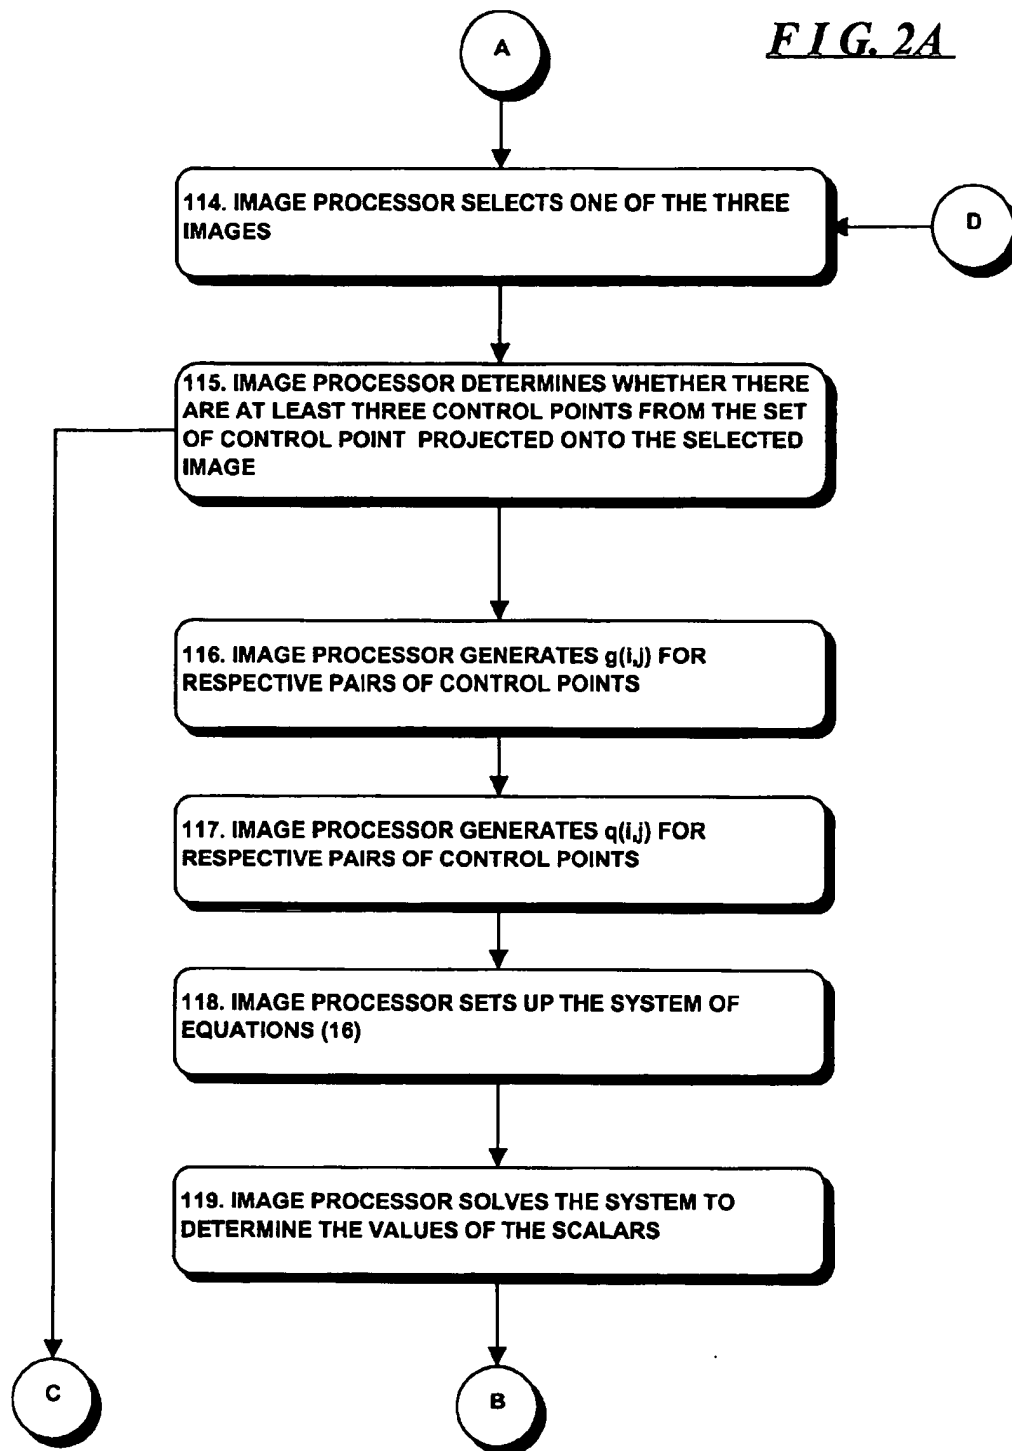 F I G. 2A
A
114. IMAGE PROCESSOR SELECTS ONE OF THE THREE
IMAGES
D
115. IMAGE PROCESSOR DETERMINES WHETHER THERE
ARE AT LEAST THREE CONTROL POINTS FROM THE SET
OF CONTROL POINT PROJECTED ONTO THE SELECTED
IMAGE
116. IMAGE PROCESSOR GENERATES g(i,j) FOR
RESPECTIVE PAIRS OF CONTROL POINTS
117. IMAGE PROCESSOR GENERATES q(i,j) FOR
RESPECTIVE PAIRS OF CONTROL POINTS
118. IMAGE PROCESSOR SETS UP THE SYSTEM OF
EQUATIONS (16)
119. IMAGE PROCESSOR SOLVES THE SYSTEM TO
DETERMINE THE VALUES OF THE SCALARS
C
B